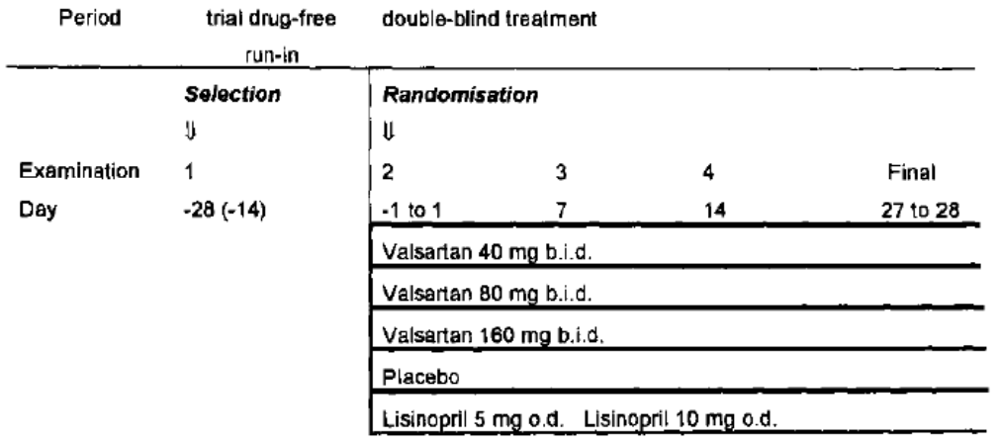 Period trial drug-free double-blind treatment
run-in
Selection Randomisation
⇓ ⇓
Examination 1 2 3 4 Final
Day -28 (-14) -1 to 1 7 14 27 to 28
Valsartan 40 mg b.i.d.
Valsartan 80 mg b.i.d.
Valsartan 160 mg b.i.d.
Placebo
Lisinopril 5 mg o.d. Lisinopril 10 mg o.d.